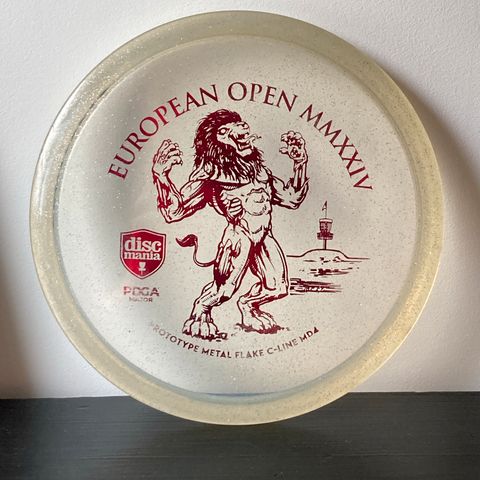 EUROPEAN OPEN MMXXIV
disc
mania
PDGA
MAJOR
PROTOTYPE METAL FLAKE C-LINE MD4